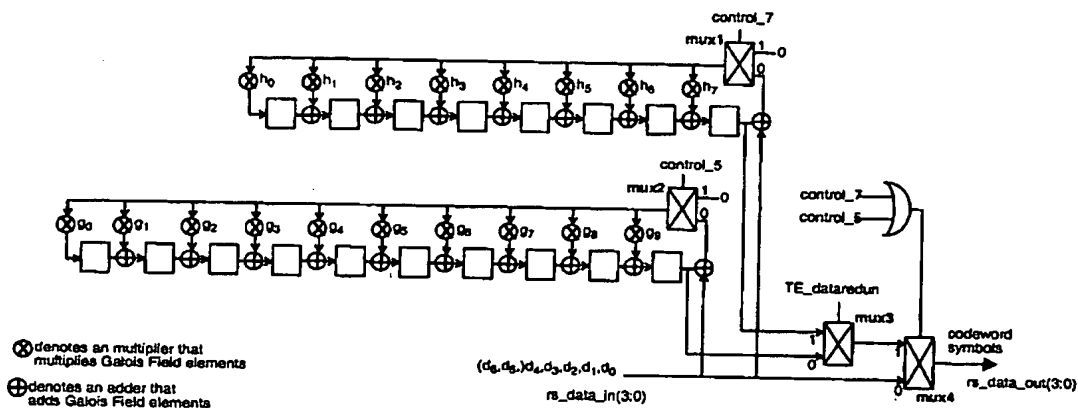 control_7
mux1
1
0
0
h0
h1
h2
h3
h4
h5
h6
h7
control_5
mux2
1
0
0
g0
g1
g2
g3
g4
g5
g6
g7
g8
g9
control_7
control_5
TE_dataredun
mux3
1
0
codeword
symbols
1
0
mux4
rs_data_out(3:0)
(d6,d5,)d4,d3,d2,d1,d0
rs_data_in(3:0)
denotes an multiplier that
multiplies Galois Field elements
denotes an adder that
adds Galois Field elements